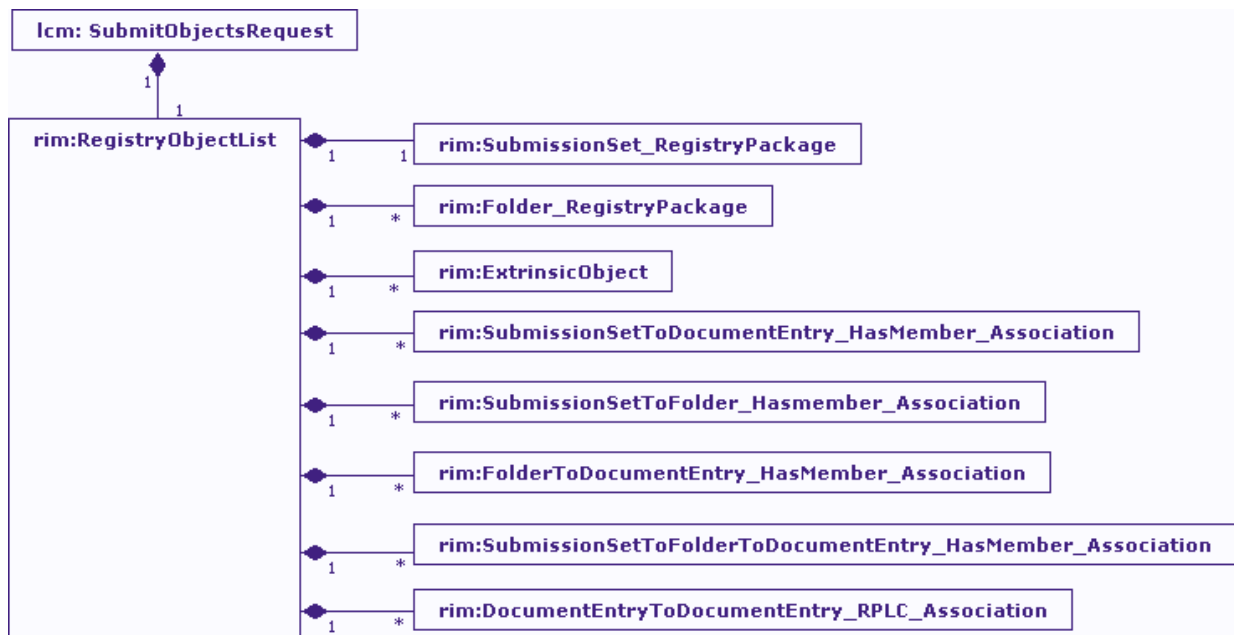 lcm: SubmitObjectsRequest
1
1
rim:RegistryObjectList
1 1 rim:SubmissionSet_RegistryPackage
1 * rim:Folder_RegistryPackage
1 * rim:ExtrinsicObject
1 * rim:SubmissionSetToDocumentEntry_HasMember_Association
1 * rim:SubmissionSetToFolder_Hasmember_Association
1 * rim:FolderToDocumentEntry_HasMember_Association
1 * rim:SubmissionSetToFolderToDocumentEntry_HasMember_Association
1 * rim:DocumentEntryToDocumentEntry_RPLC_Association